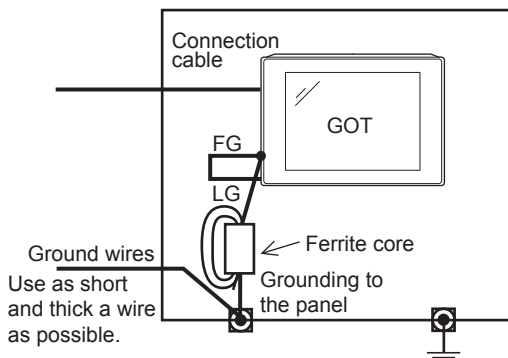 Connection
cable
GOT
FG
LG
Ferrite core
Ground wires
Grounding to
the panel
Use as short
and thick a wire
as possible.